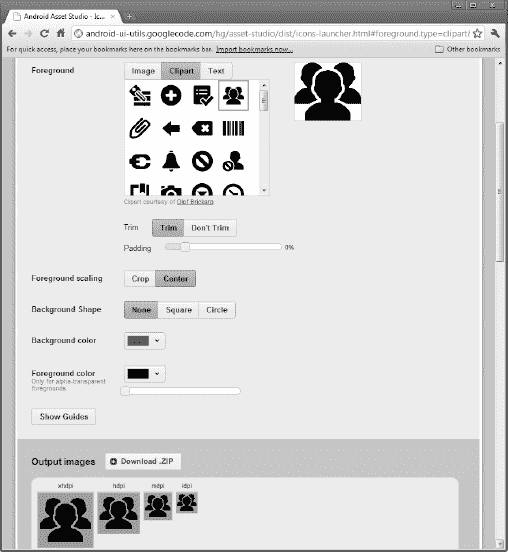 Android Asset Studio - Ic...
android-ui-utils.googlecode.com/hg/asset-studio/dist/icons-launcher.html#foreground.type=clipart/
For quick access, place your bookmarks here on the bookmarks bar. Import bookmarks now...
Other bookmarks
Foreground
Image Clipart Text
Clipart courtesy of Olof Brickarp
Trim
Trim Don't Trim
Padding
0%
Foreground scaling
Crop Center
Background Shape
None Square Circle
Background color
Foreground color
Only for alpha-transparent
foregrounds.
Show Guides
Output images
Download .ZIP
xhdpi hdpi mdpi ldpi